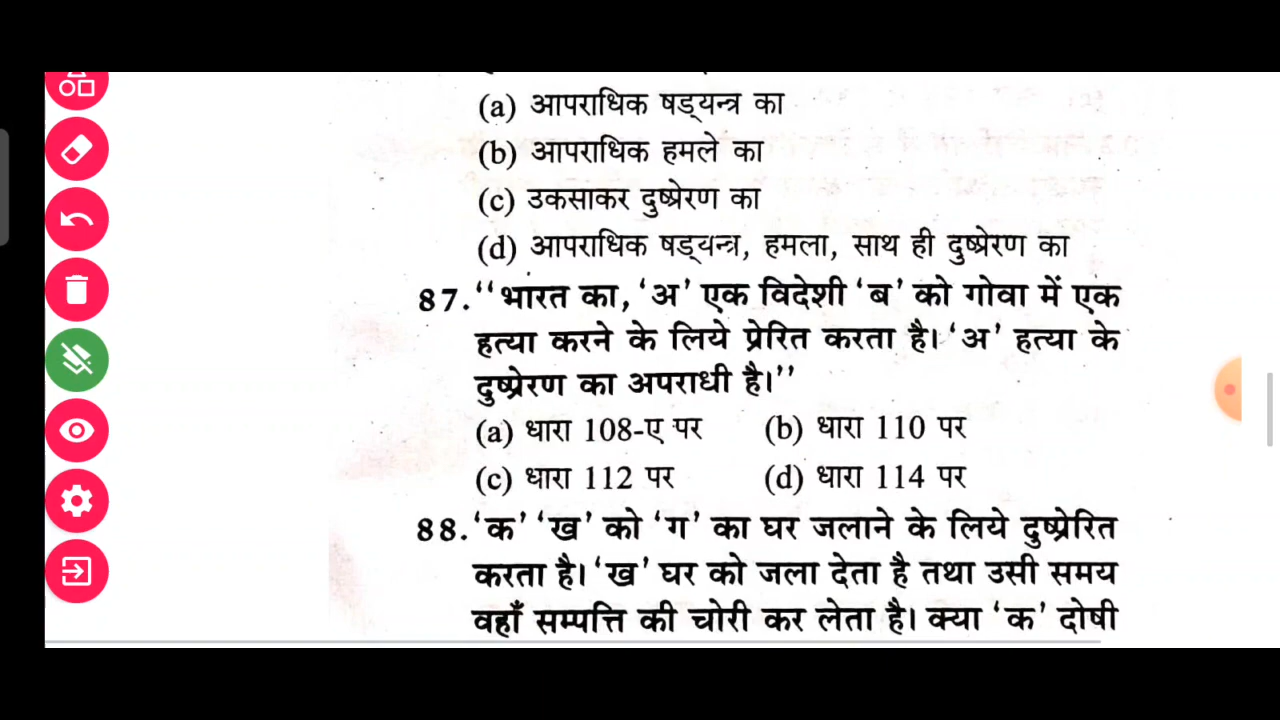 (a) आपराधिक षड्यन्त्र का
(b) आपराधिक हमले का
(c) उकसाकर दुष्प्रेरण का
(d) आपराधिक षड्यन्त्र, हमला, साथ ही दुष्प्रेरण का
87. ‘‘भारत का, ‘अ’ एक विदेशी ‘ब’ को गोवा में एक
हत्या करने के लिये प्रेरित करता है। ‘अ’ हत्या के
दुष्प्रेरण का अपराधी है।’’
(a) धारा 108-ए पर (b) धारा 110 पर
(c) धारा 112 पर (d) धारा 114 पर
88. ‘क’ ‘ख’ को ‘ग’ का घर जलाने के लिये दुष्प्रेरित
करता है। ‘ख’ घर को जला देता है तथा उसी समय
वहाँ सम्पत्ति की चोरी कर लेता है। क्या ‘क’ दोषी